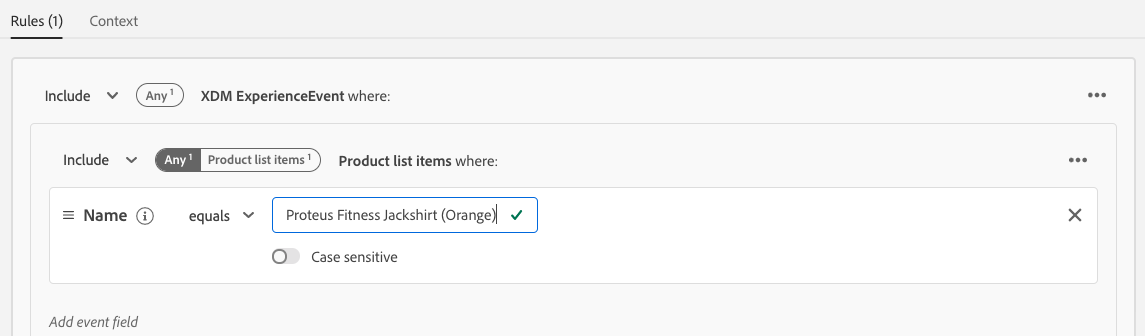 Rules (1) Context
Include Any 1 XDM ExperienceEvent where:
Include Any 1 Product list items 1 Product list items where:
Name equals Proteus Fitness Jackshirt (Orange)
Case sensitive
Add event field